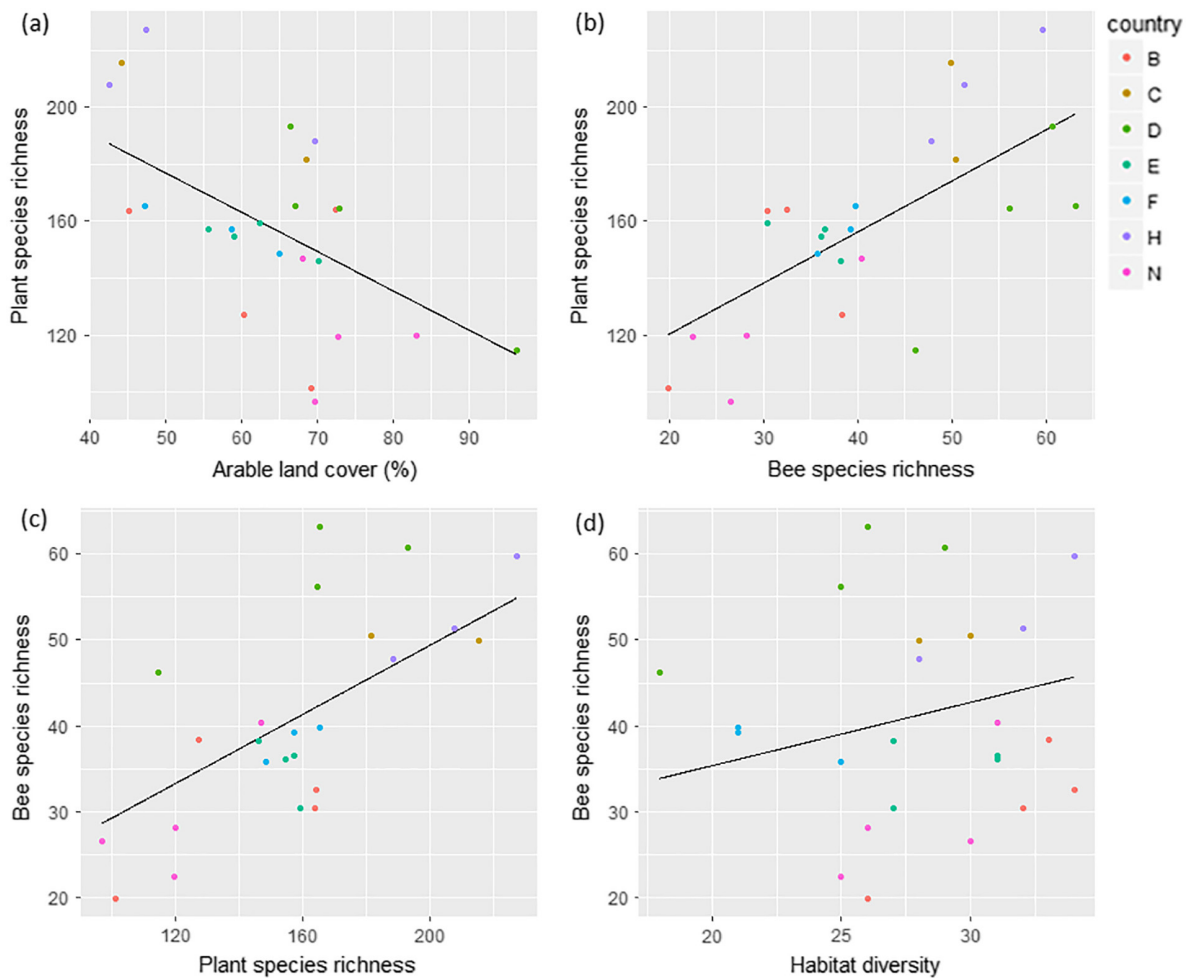 (a)
Plant species richness
200
160
120
40 50 60 70 80 90
Arable land cover (%)
(b)
Plant species richness
200
160
120
20 30 40 50 60
Bee species richness
country
B
C
D
E
F
H
N
(c)
Bee species richness
60
50
40
30
20
120 160 200
Plant species richness
(d)
Bee species richness
60
50
40
30
20
20 25 30
Habitat diversity